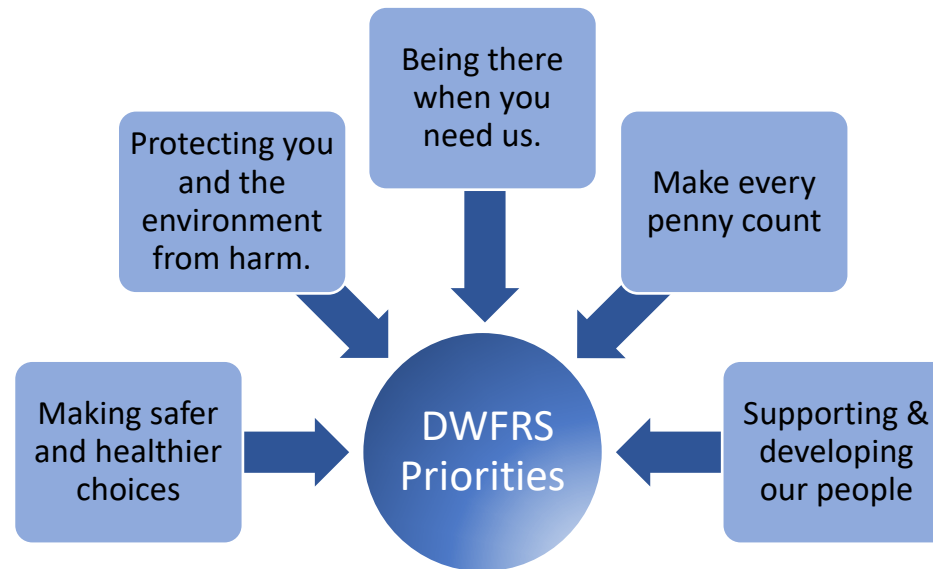 Being there
when you
need us.
Protecting you
and the
environment
from harm.
Make every
penny count
Making safer
and healthier
choices
DWFRS
Priorities
Supporting &
developing
our people